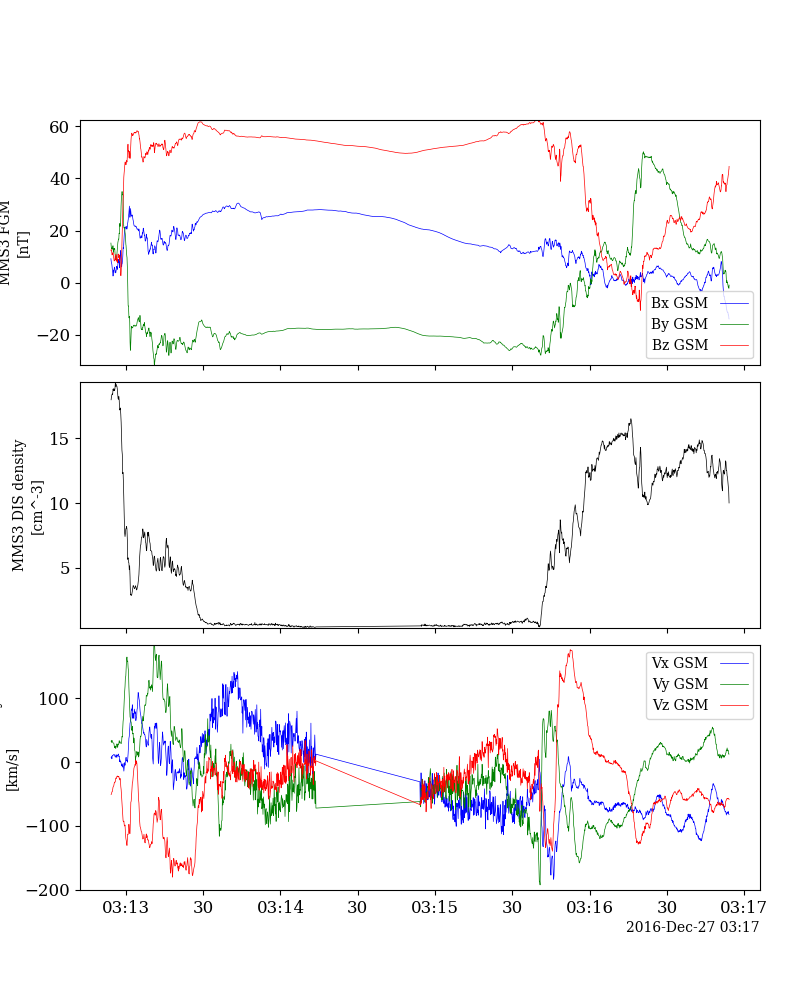 60
40
20
0
−20
MMS3 FGM
[nT]
Bx GSM
By GSM
Bz GSM
15
10
5
MMS3 DIS density
[cm^-3]
100
0
−100
−200
[km/s]
Vx GSM
Vy GSM
Vz GSM
03:13 30 03:14 30 03:15 30 03:16 30 03:17
2016-Dec-27 03:17